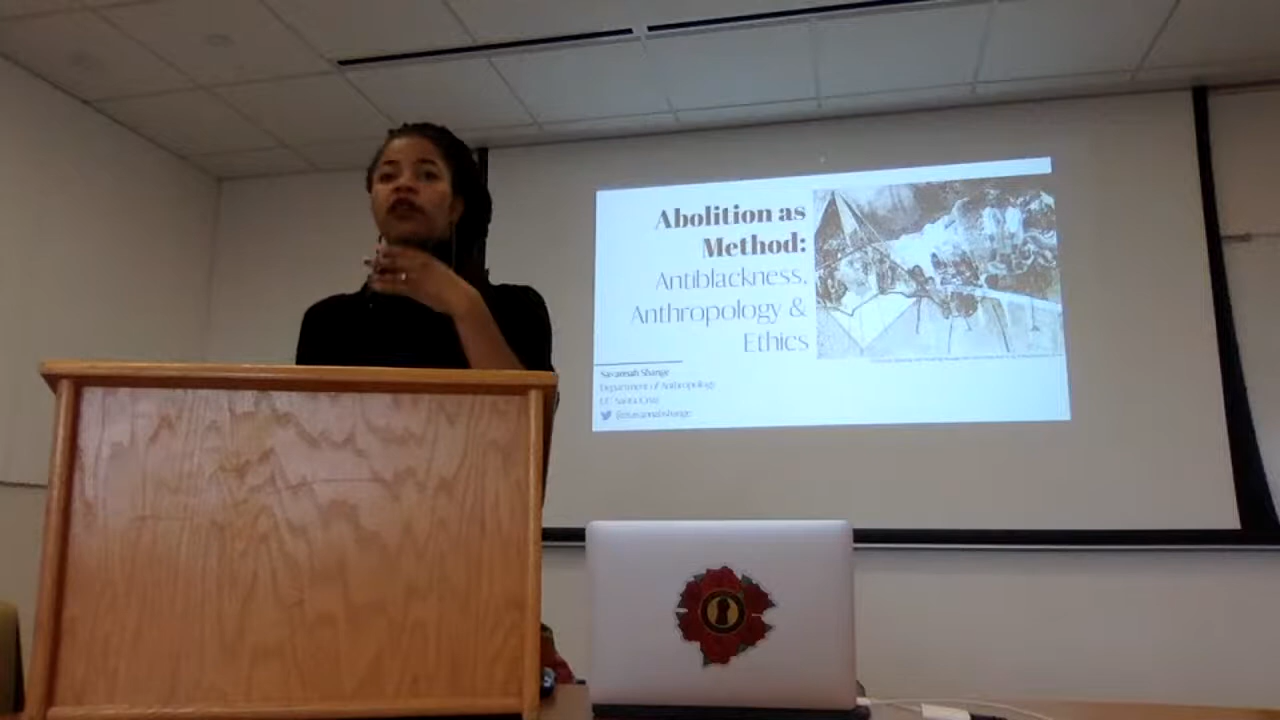 Abolition as
Method:
Antiblackness,
Anthropology &
Ethics
Savannah Shange
Department of Anthropology
UC Santa Cruz
@savannahshange